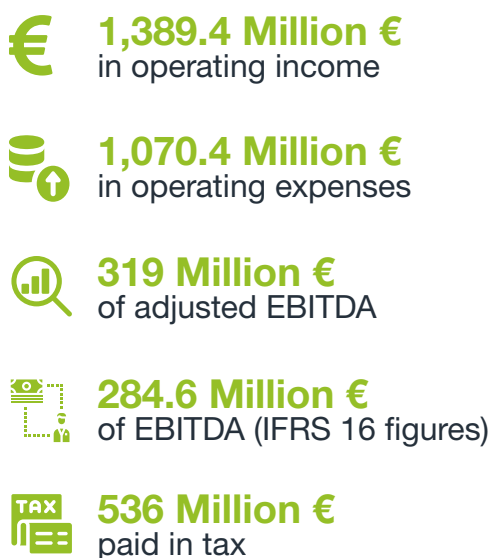 €
1,389.4 Million €
in operating income
1,070.4 Million €
in operating expenses
319 Million €
of adjusted EBITDA
284.6 Million €
of EBITDA (IFRS 16 figures)
TAX
536 Million €
paid in tax